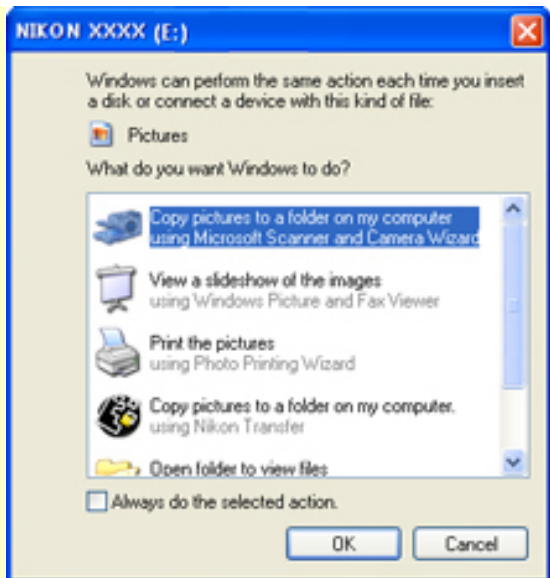 NIKON XXXX (E:)
Windows can perform the same action each time you insert
a disk or connect a device with this kind of file:
Pictures
What do you want Windows to do?
Copy pictures to a folder on my computer
using Microsoft Scanner and Camera Wizard
View a slideshow of the images
using Windows Picture and Fax Viewer
Print the pictures
using Photo Printing Wizard
Copy pictures to a folder on my computer.
using Nikon Transfer
Open folder to view files
Always do the selected action.
OK
Cancel